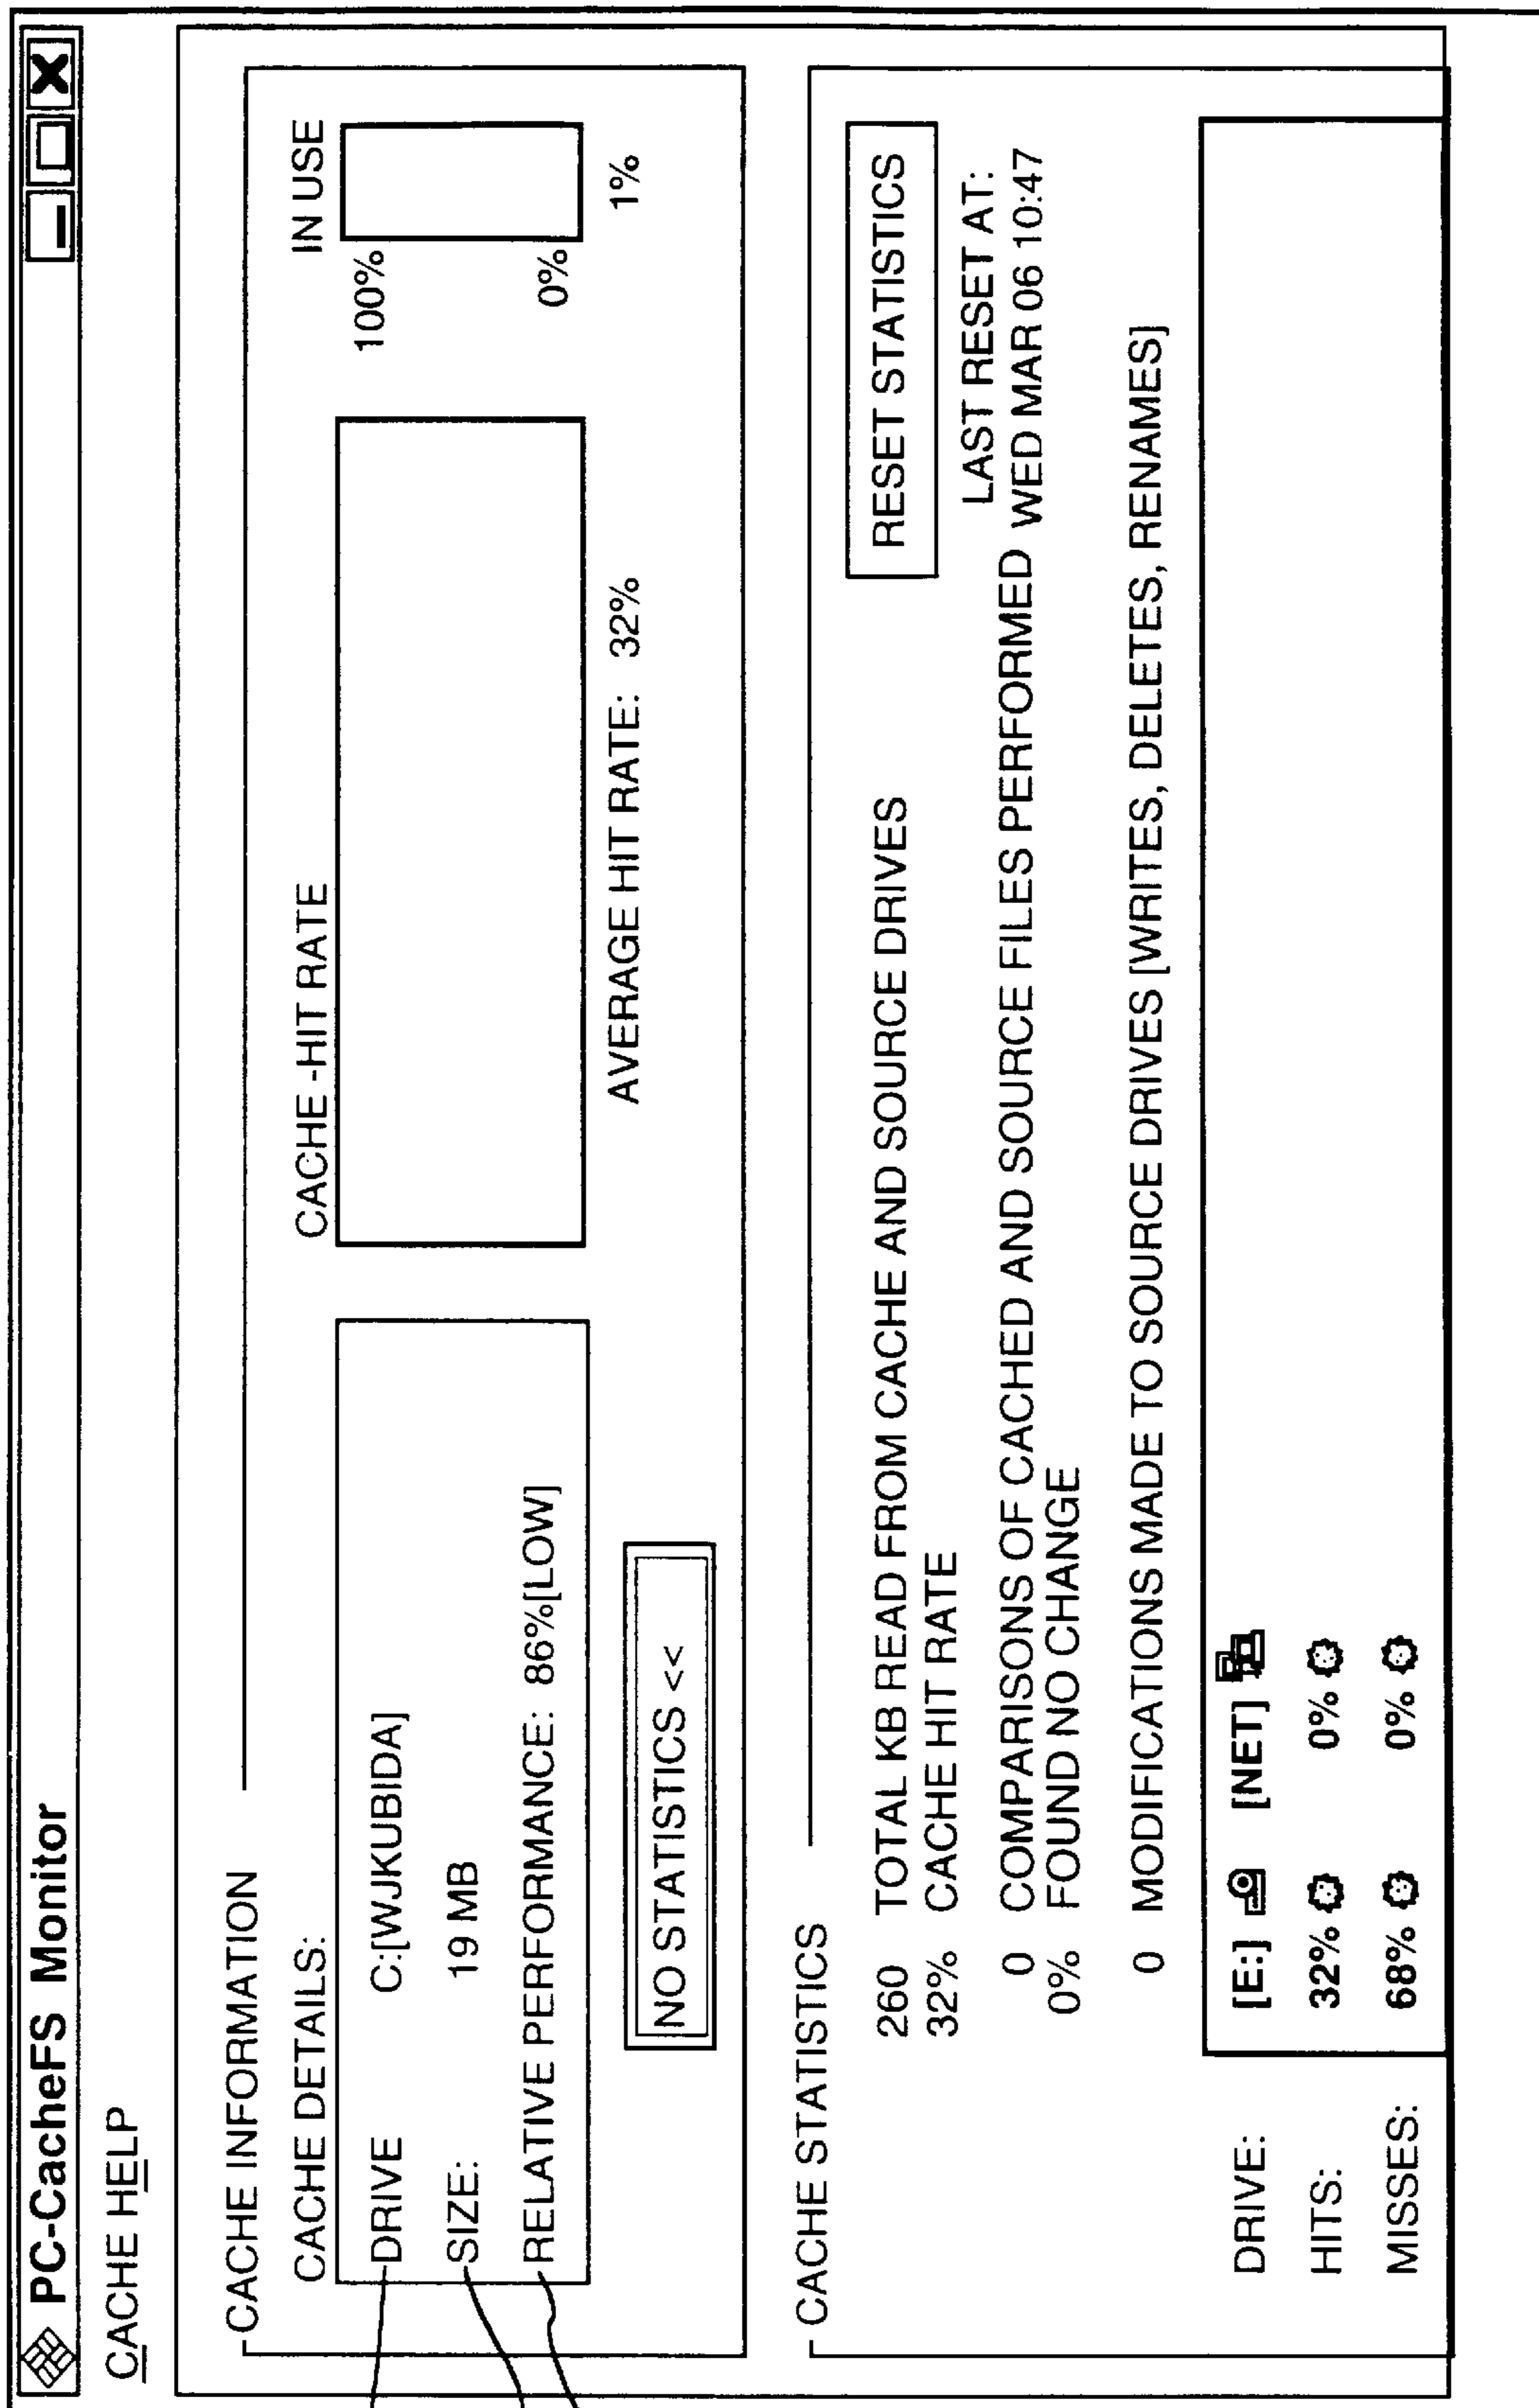 PC-CacheFS Monitor
CACHE HELP
CACHE INFORMATION
CACHE DETAILS:
DRIVE C:[WJKUBIDA]
SIZE: 19 MB
RELATIVE PERFORMANCE: 86%[LOW]
NO STATISTICS <<
CACHE -HIT RATE
AVERAGE HIT RATE: 32%
IN USE
100%
0%
1%
CACHE STATISTICS
RESET STATISTICS
260 TOTAL KB READ FROM CACHE AND SOURCE DRIVES
32% CACHE HIT RATE
LAST RESET AT:
0 COMPARISONS OF CACHED AND SOURCE FILES PERFORMED WED MAR 06 10:47
0% FOUND NO CHANGE
0 MODIFICATIONS MADE TO SOURCE DRIVES [WRITES, DELETES, RENAMES]
DRIVE: [E:] [NET]
HITS: 32% 0%
MISSES: 68% 0%